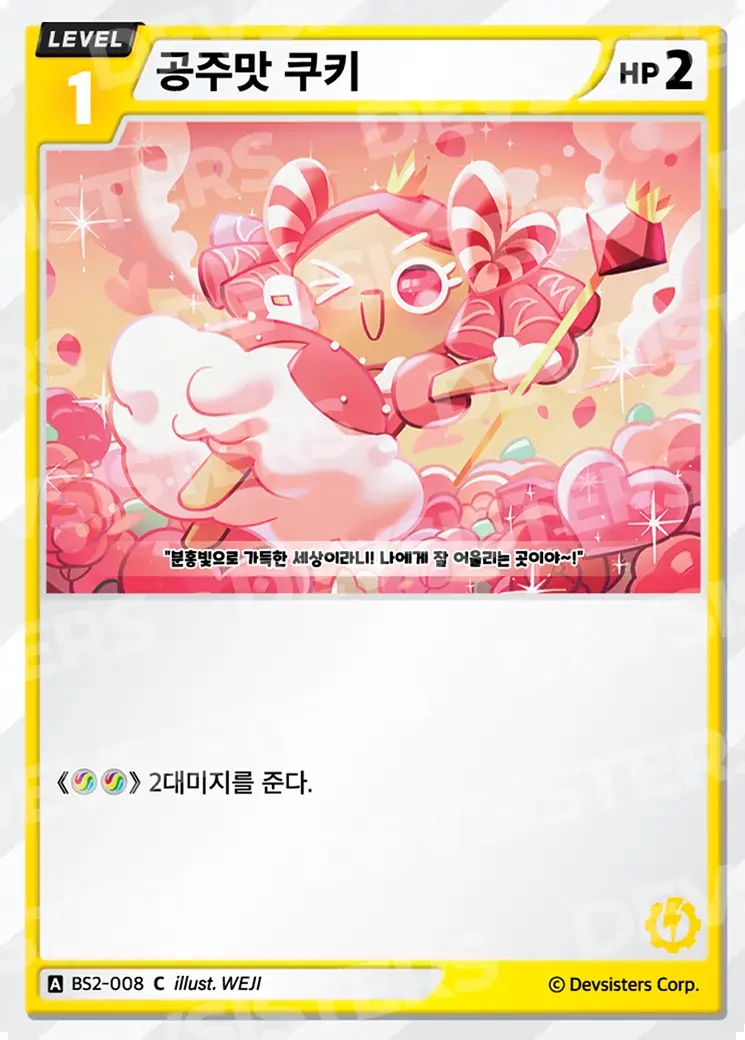 LEVEL
1
공주맛 쿠키
HP 2
"분홍빛으로 가득한 세상이라니! 나에게 잘 어울리는 곳이야~!"
《》 2대미지를 준다.
A BS2-008 C illust. WEJI
© Devsisters Corp.
DEVSISTERS